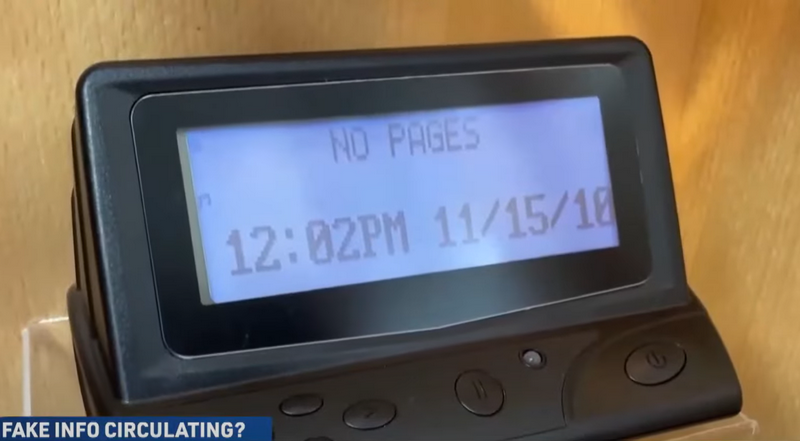 NO PAGES
12:02PM 11/15/10
FAKE INFO CIRCULATING?